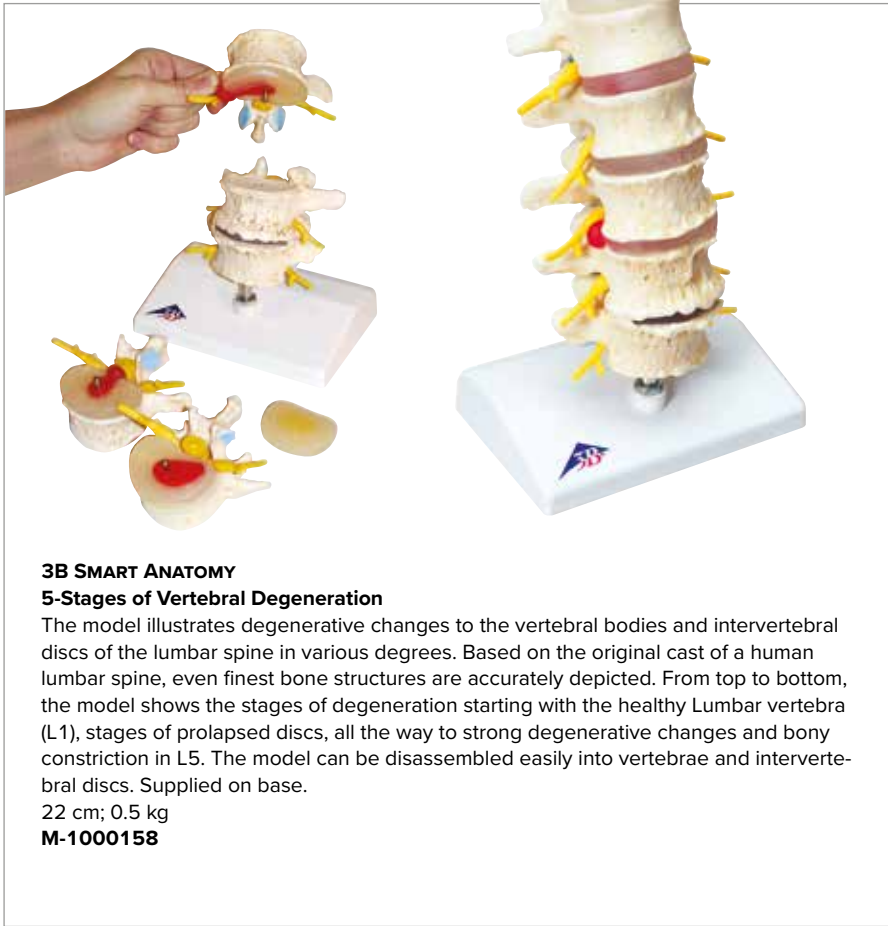 3B
3B
3B SMART ANATOMY
5-Stages of Vertebral Degeneration
The model illustrates degenerative changes to the vertebral bodies and intervertebral
discs of the lumbar spine in various degrees. Based on the original cast of a human
lumbar spine, even finest bone structures are accurately depicted. From top to bottom,
the model shows the stages of degeneration starting with the healthy Lumbar vertebra
(L1), stages of prolapsed discs, all the way to strong degenerative changes and bony
constriction in L5. The model can be disassembled easily into vertebrae and interverte-
bral discs. Supplied on base.
22 cm; 0.5 kg
M-1000158